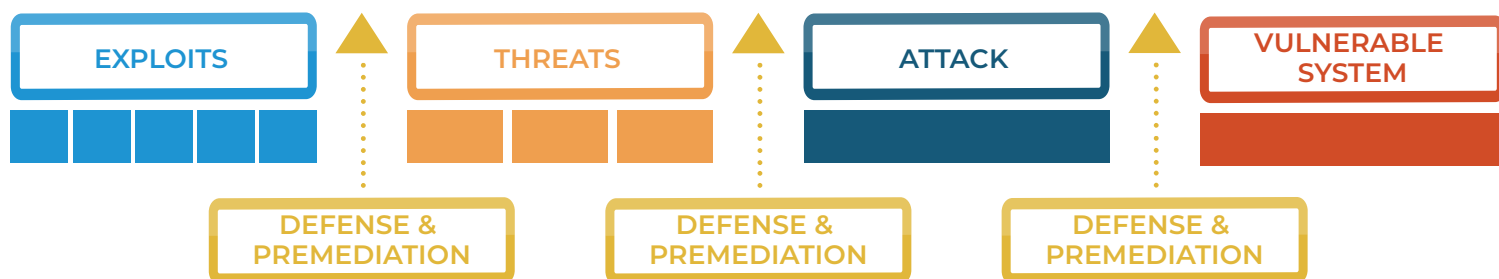 EXPLOITS
THREATS
ATTACK
VULNERABLE
SYSTEM
DEFENSE &
PREMEDIATION
DEFENSE &
PREMEDIATION
DEFENSE &
PREMEDIATION